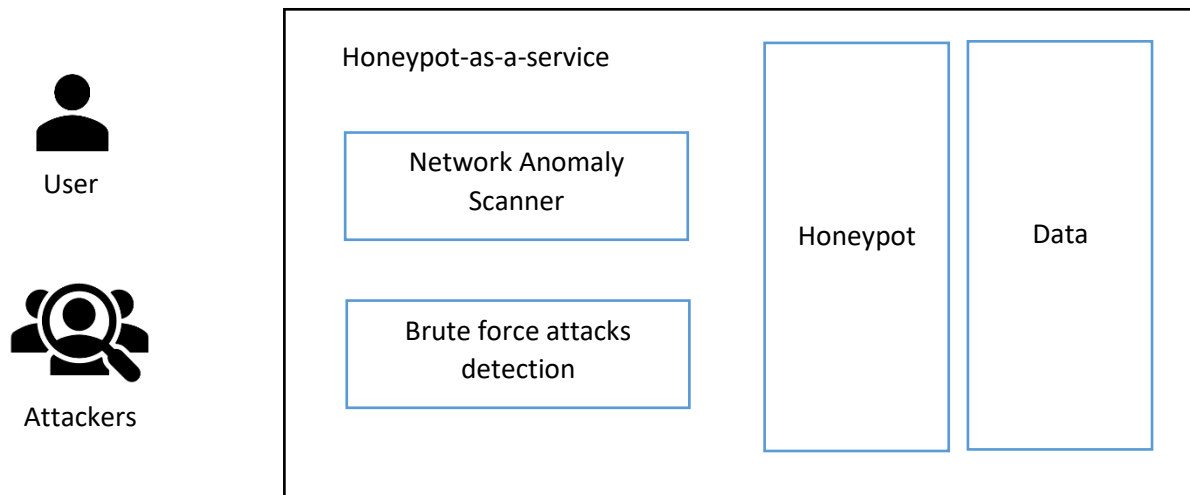 Honeypot-as-a-service
User
Attackers
Network Anomaly
Scanner
Brute force attacks
detection
Honeypot
Data